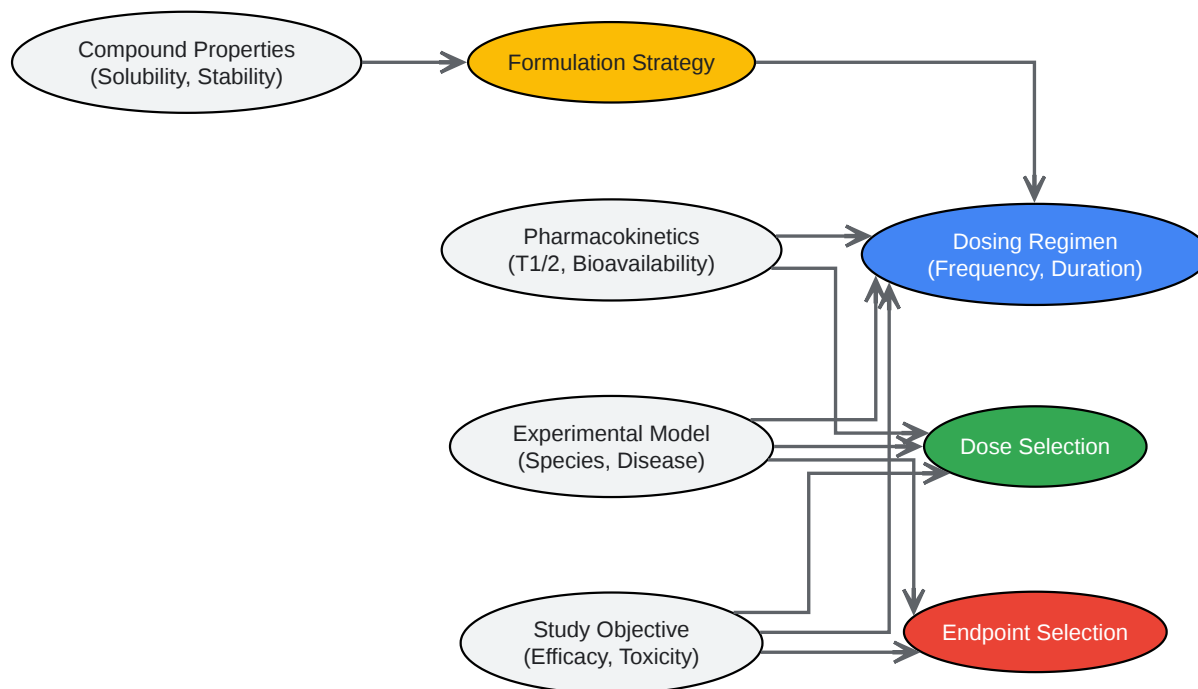 Compound Properties
(Solubility, Stability)
Formulation Strategy
Pharmacokinetics
(T1/2, Bioavailability)
Dosing Regimen
(Frequency, Duration)
Experimental Model
(Species, Disease)
Dose Selection
Study Objective
(Efficacy, Toxicity)
Endpoint Selection